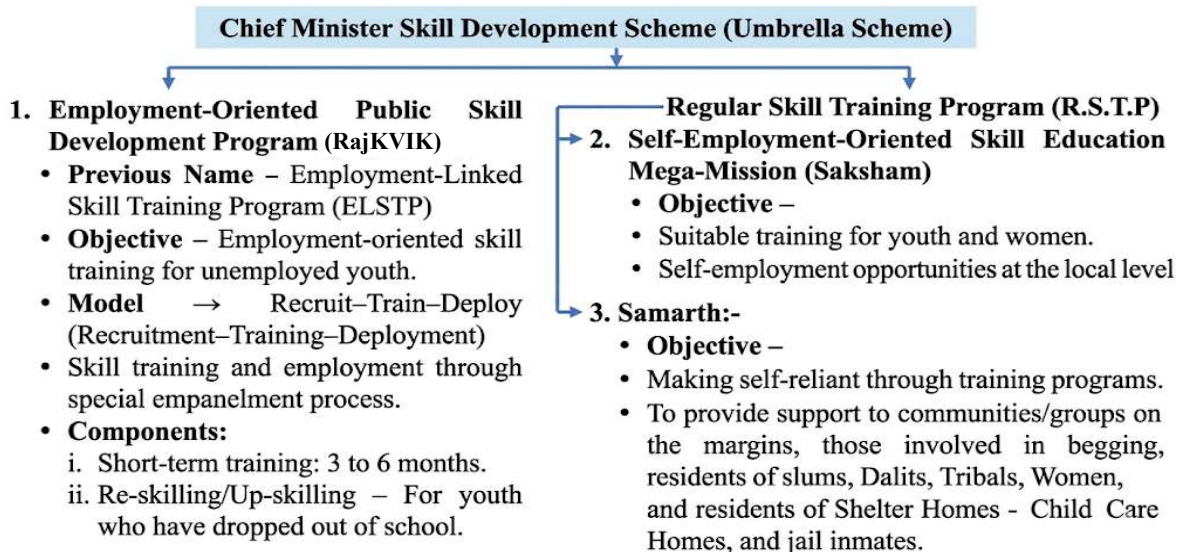 Chief Minister Skill Development Scheme (Umbrella Scheme)
1. Employment-Oriented Public Skill
Development Program (RajKVIK)
• Previous Name – Employment-Linked
Skill Training Program (ELSTP)
• Objective – Employment-oriented skill
training for unemployed youth.
• Model → Recruit–Train–Deploy
(Recruitment–Training–Deployment)
• Skill training and employment through
special empanelment process.
• Components:
i. Short-term training: 3 to 6 months.
ii. Re-skilling/Up-skilling – For youth
who have dropped out of school.
Regular Skill Training Program (R.S.T.P)
2. Self-Employment-Oriented Skill Education
Mega-Mission (Saksham)
• Objective –
• Suitable training for youth and women.
• Self-employment opportunities at the local level
3. Samarth:-
• Objective –
• Making self-reliant through training programs.
• To provide support to communities/groups on
the margins, those involved in begging,
residents of slums, Dalits, Tribals, Women,
and residents of Shelter Homes - Child Care
Homes, and jail inmates.